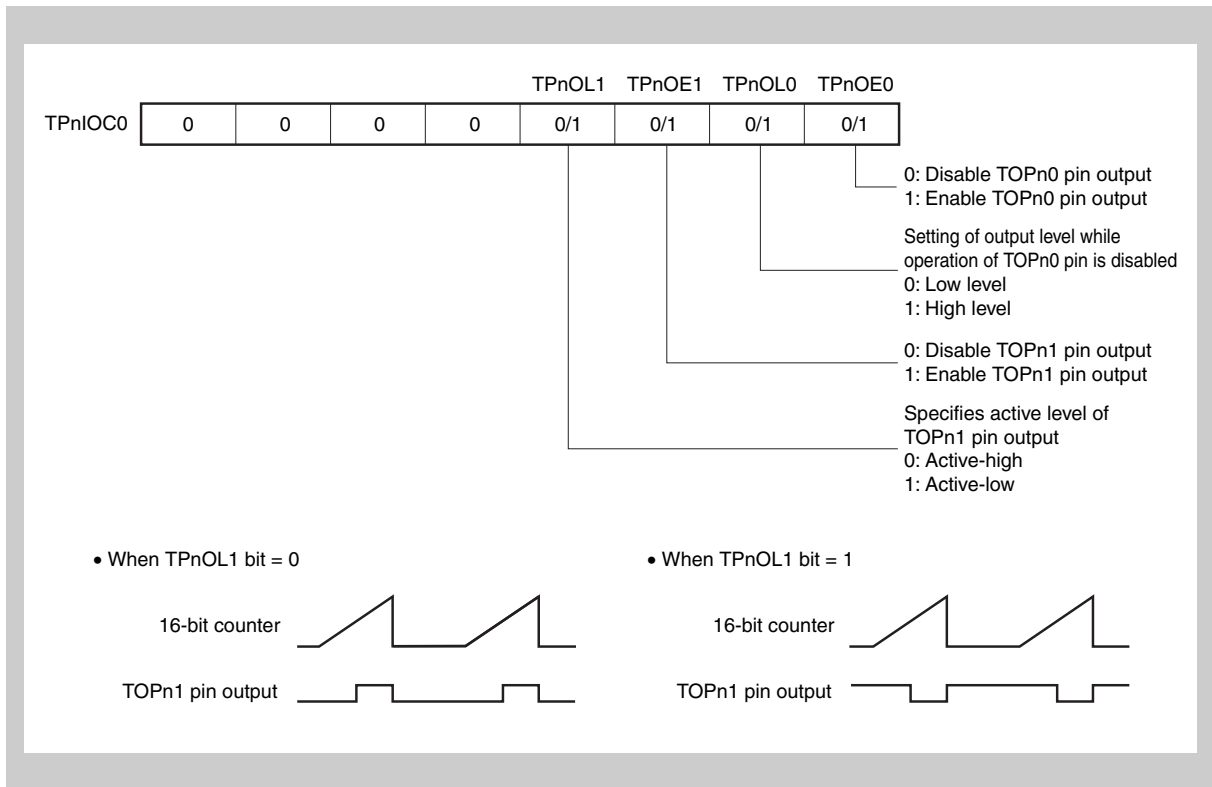 TPnOL1 TPnOE1 TPnOL0 TPnOE0
TPnIOC0 0 0 0 0 0/1 0/1 0/1 0/1
0: Disable TOPn0 pin output
1: Enable TOPn0 pin output
Setting of output level while
operation of TOPn0 pin is disabled
0: Low level
1: High level
0: Disable TOPn1 pin output
1: Enable TOPn1 pin output
Specifies active level of
TOPn1 pin output
0: Active-high
1: Active-low
• When TPnOL1 bit = 0
16-bit counter
TOPn1 pin output
• When TPnOL1 bit = 1
16-bit counter
TOPn1 pin output